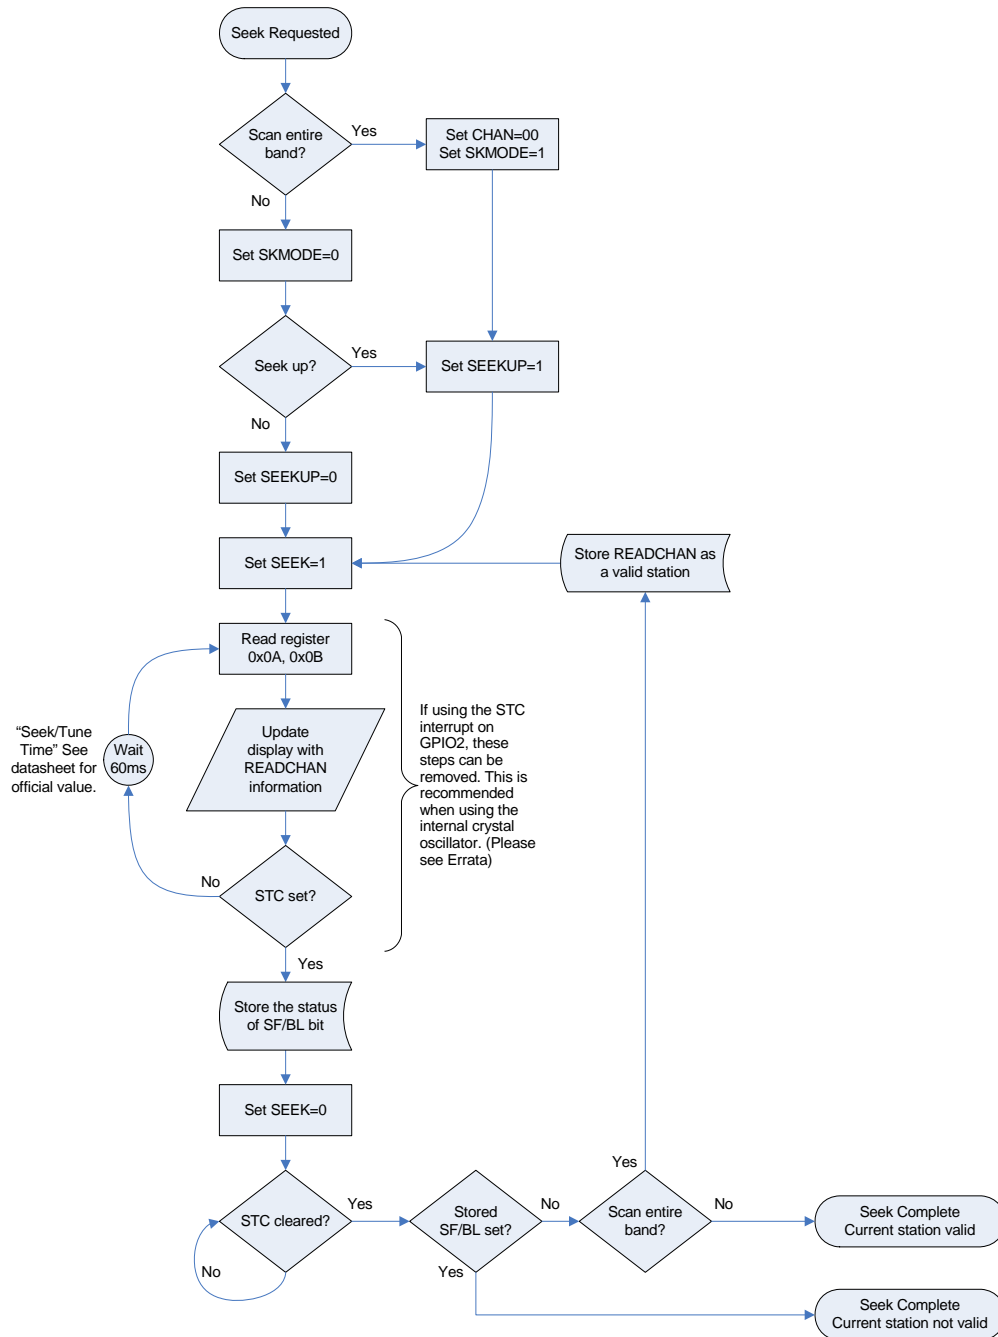 Seek Requested
Scan entire
band?
Yes
Set CHAN=00
Set SKMODE=1
No
Set SKMODE=0
Seek up?
Yes
Set SEEKUP=1
No
Set SEEKUP=0
Set SEEK=1
Store READCHAN as
a valid station
Read register
0x0A, 0x0B
“Seek/Tune
Time” See
datasheet for
official value.
Wait
60ms
Update
display with
READCHAN
information
If using the STC
interrupt on
GPIO2, these
steps can be
removed. This is
recommended
when using the
internal crystal
oscillator. (Please
see Errata)
No
STC set?
Yes
Store the status
of SF/BL bit
Set SEEK=0
STC cleared?
Yes
No
Stored
SF/BL set?
No
Yes
Scan entire
band?
Yes
No
Seek Complete
Current station valid
Seek Complete
Current station not valid